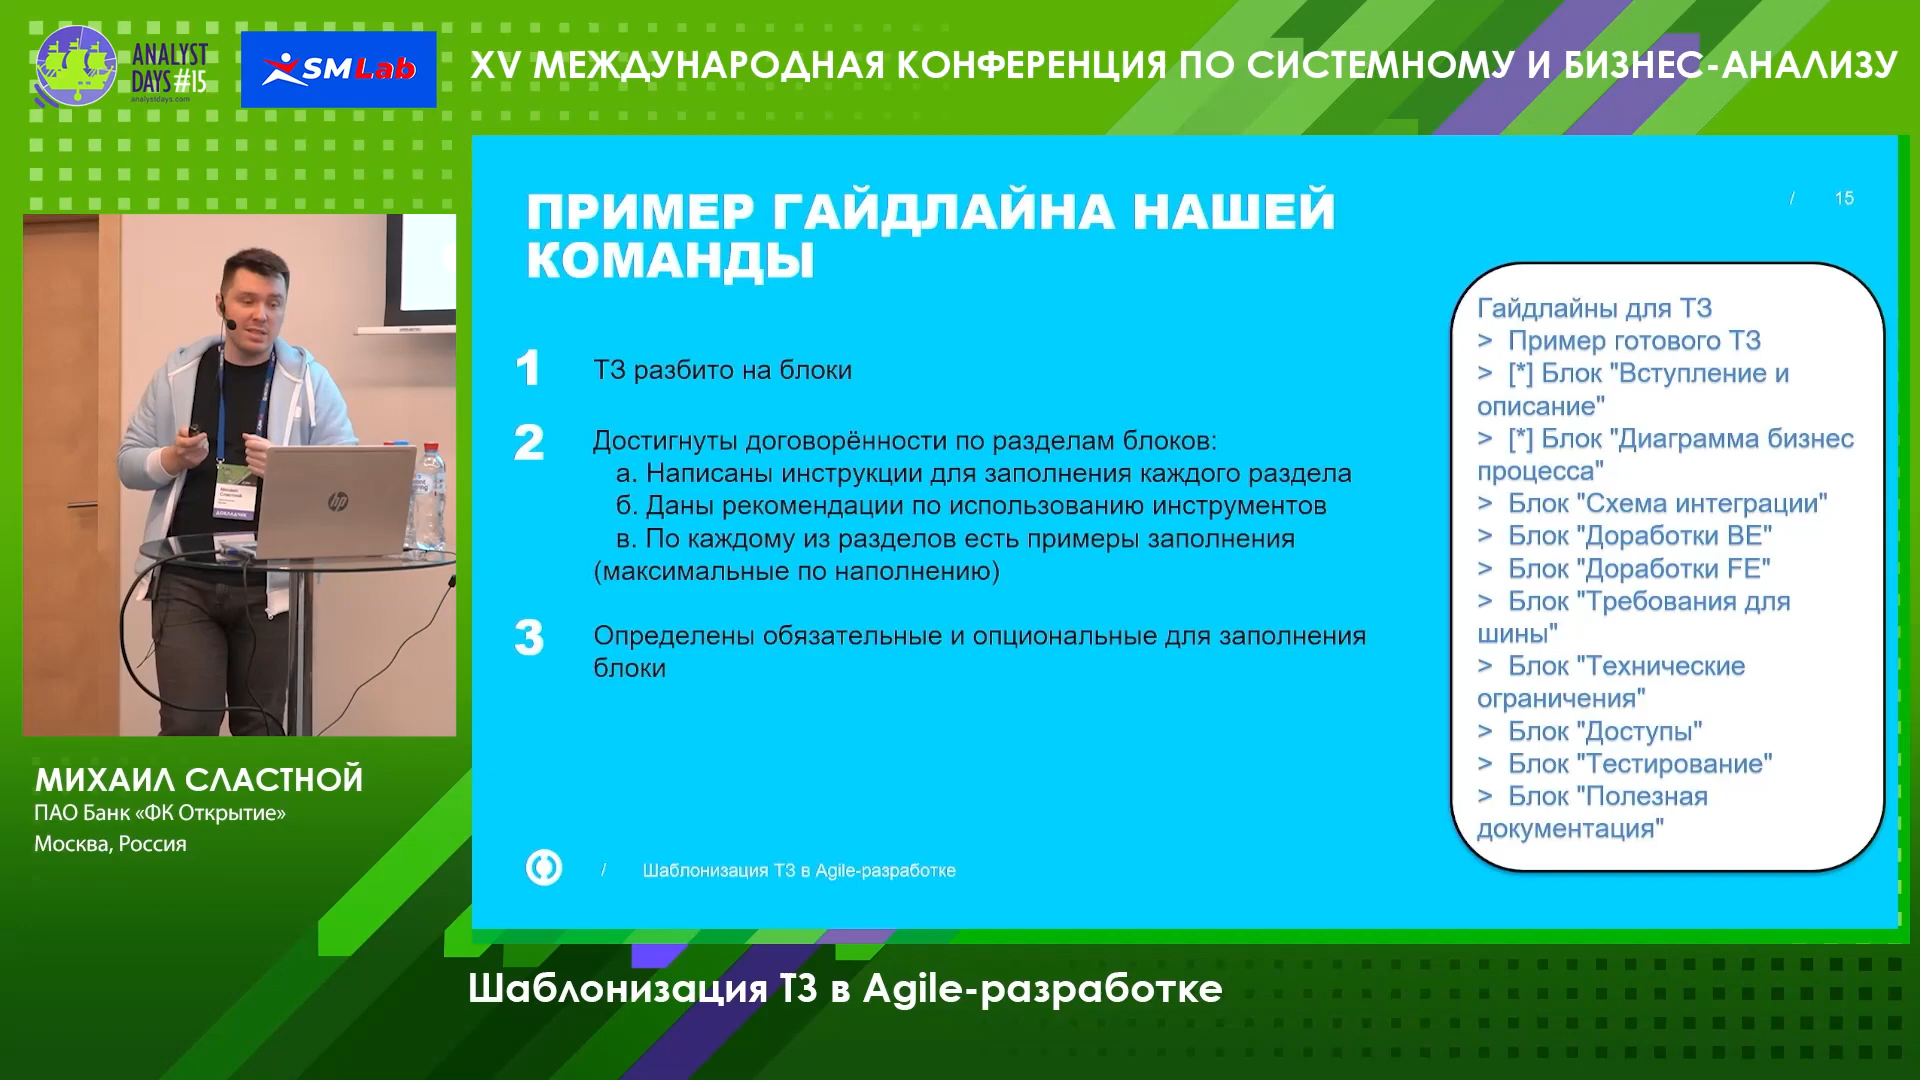 ANALYST
DAYS #15
analystdays.com
SMLab
XV МЕЖДУНАРОДНАЯ КОНФЕРЕНЦИЯ ПО СИСТЕМНОМУ И БИЗНЕС-АНАЛИЗУ
ПРИМЕР ГАЙДЛАЙНА НАШЕЙ
КОМАНДЫ
/ 15
1 ТЗ разбито на блоки
2 Достигнуты договорённости по разделам блоков:
а. Написаны инструкции для заполнения каждого раздела
б. Даны рекомендации по использованию инструментов
в. По каждому из разделов есть примеры заполнения
(максимальные по наполнению)
3 Определены обязательные и опциональные для заполнения
блоки
Гайдлайны для ТЗ
> Пример готового ТЗ
> [*] Блок "Вступление и
описание"
> [*] Блок "Диаграмма бизнес
процесса"
> Блок "Схема интеграции"
> Блок "Доработки BE"
> Блок "Доработки FE"
> Блок "Требования для
шины"
> Блок "Технические
ограничения"
> Блок "Доступы"
> Блок "Тестирование"
> Блок "Полезная
документация"
/ Шаблонизация ТЗ в Agile-разработке
hp
Михаил
Сластной
ДОКЛАДЧИК
МИХАИЛ СЛАСТНОЙ
ПАО Банк «ФК Открытие»
Москва, Россия
Шаблонизация ТЗ в Agile-разработке